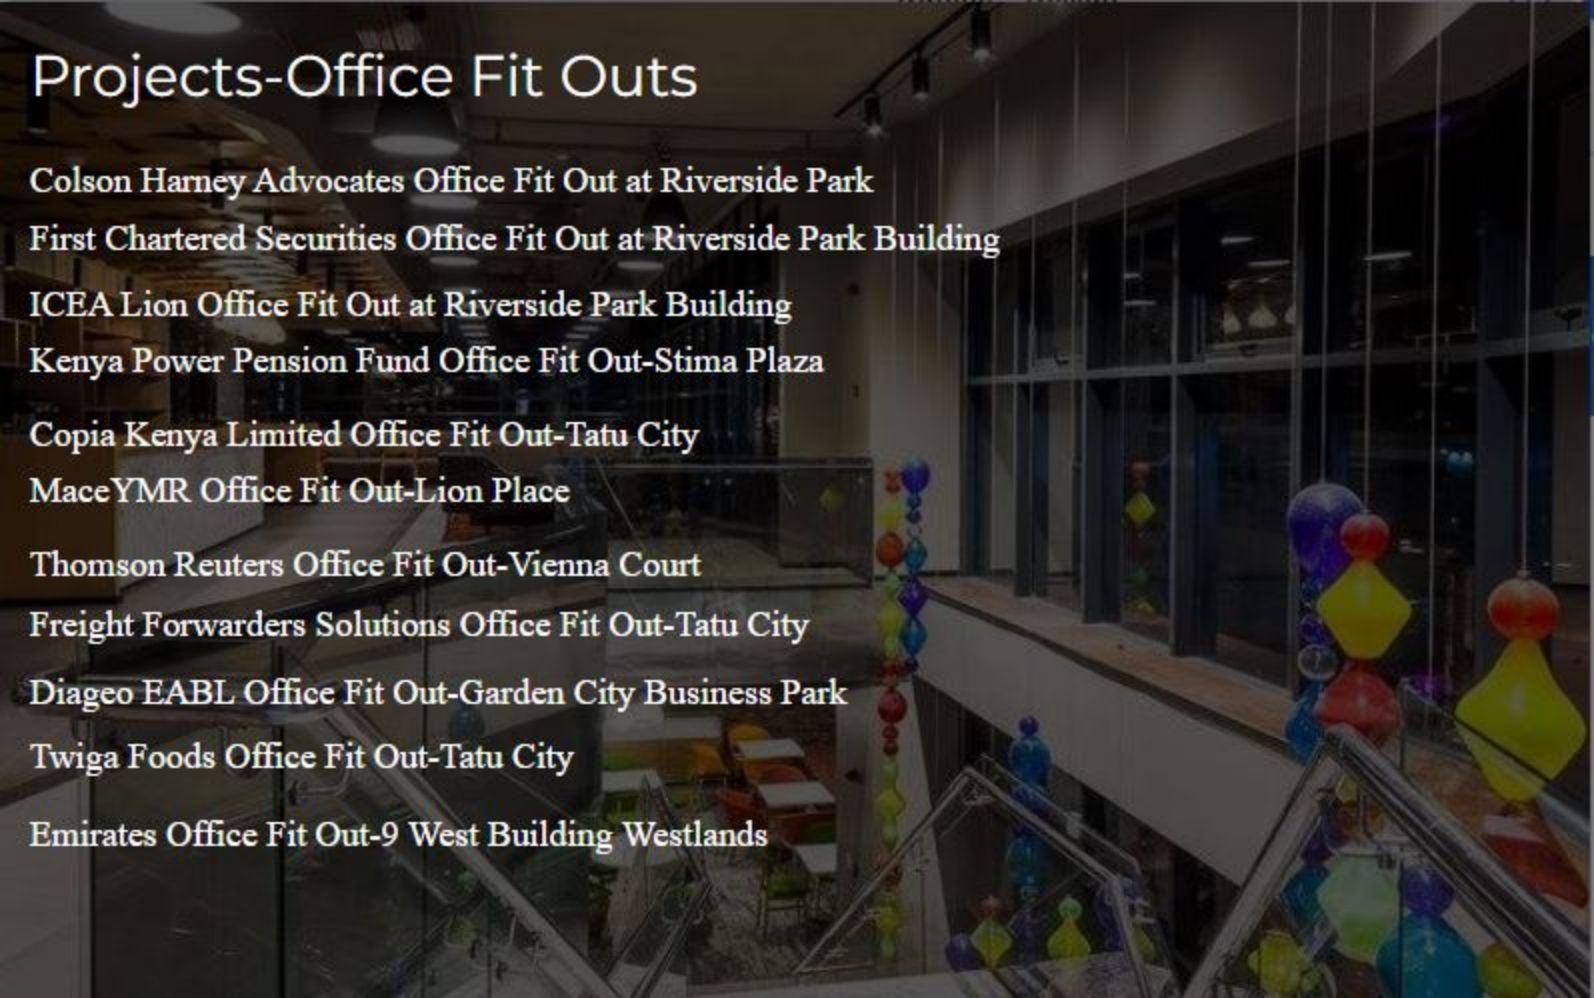 Projects-Office Fit Outs
Colson Harney Advocates Office Fit Out at Riverside Park
First Chartered Securities Office Fit Out at Riverside Park Building
ICEA Lion Office Fit Out at Riverside Park Building
Kenya Power Pension Fund Office Fit Out-Stima Plaza
Copia Kenya Limited Office Fit Out-Tatu City
MaceYMR Office Fit Out-Lion Place
Thomson Reuters Office Fit Out-Vienna Court
Freight Forwarders Solutions Office Fit Out-Tatu City
Diageo EABL Office Fit Out-Garden City Business Park
Twiga Foods Office Fit Out-Tatu City
Emirates Office Fit Out-9 West Building Westlands